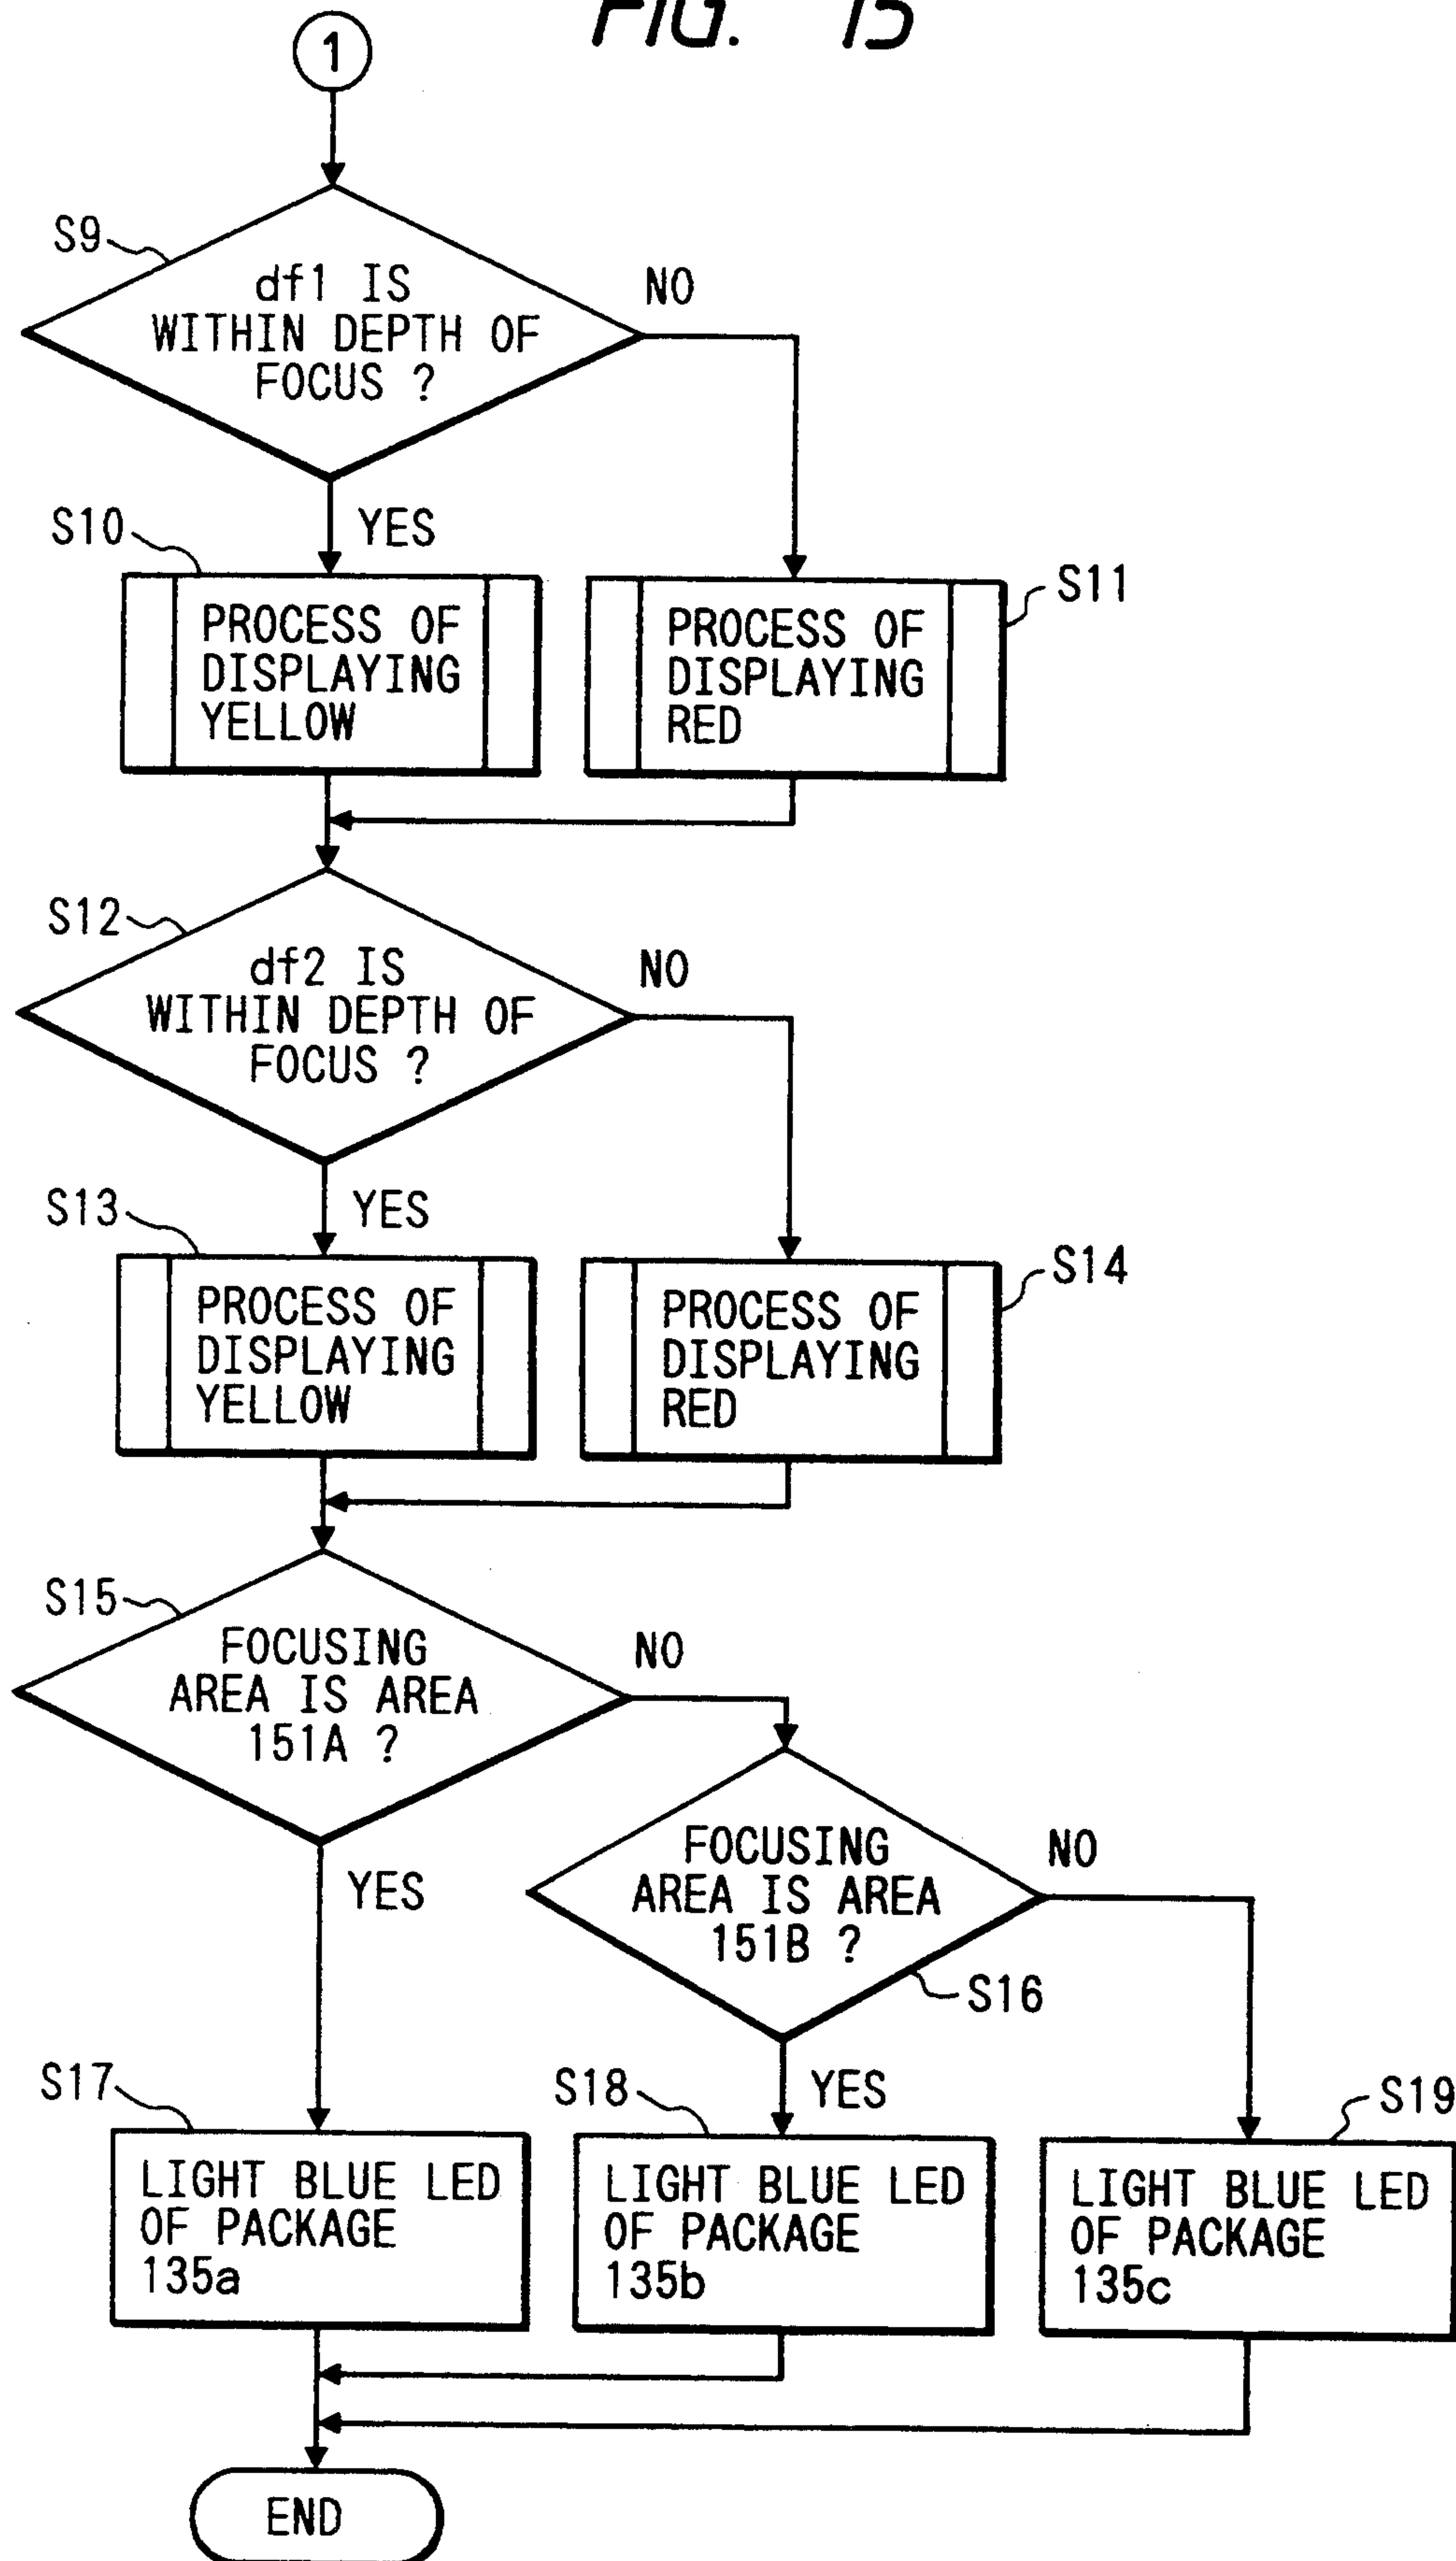 FIG. 15
1
S9
df1 IS
WITHIN DEPTH OF
FOCUS ?
NO
YES
S10
PROCESS OF
DISPLAYING
YELLOW
S11
PROCESS OF
DISPLAYING
RED
S12
df2 IS
WITHIN DEPTH OF
FOCUS ?
NO
YES
S13
PROCESS OF
DISPLAYING
YELLOW
S14
PROCESS OF
DISPLAYING
RED
S15
FOCUSING
AREA IS AREA
151A ?
NO
YES
FOCUSING
AREA IS AREA
151B ?
NO
S16
YES
S17
LIGHT BLUE LED
OF PACKAGE
135a
S18
LIGHT BLUE LED
OF PACKAGE
135b
S19
LIGHT BLUE LED
OF PACKAGE
135c
END